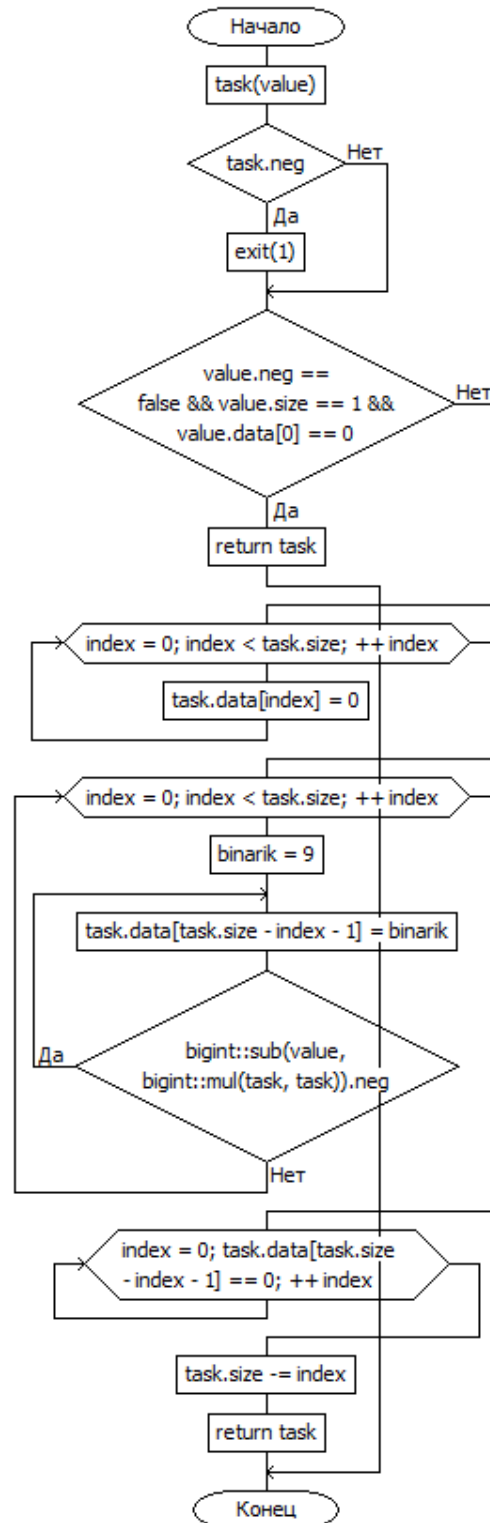 Начало
task(value)
task.neg
Нет
Да
exit(1)
value.neg ==
false && value.size == 1 &&
value.data[0] == 0
Нет
Да
return task
index = 0; index < task.size; ++ index
task.data[index] = 0
index = 0; index < task.size; ++ index
binarik = 9
task.data[task.size - index - 1] = binarik
bigint::sub(value,
bigint::mul(task, task)).neg
Да
Нет
index = 0; task.data[task.size
- index - 1] == 0; ++ index
task.size -= index
return task
Конец